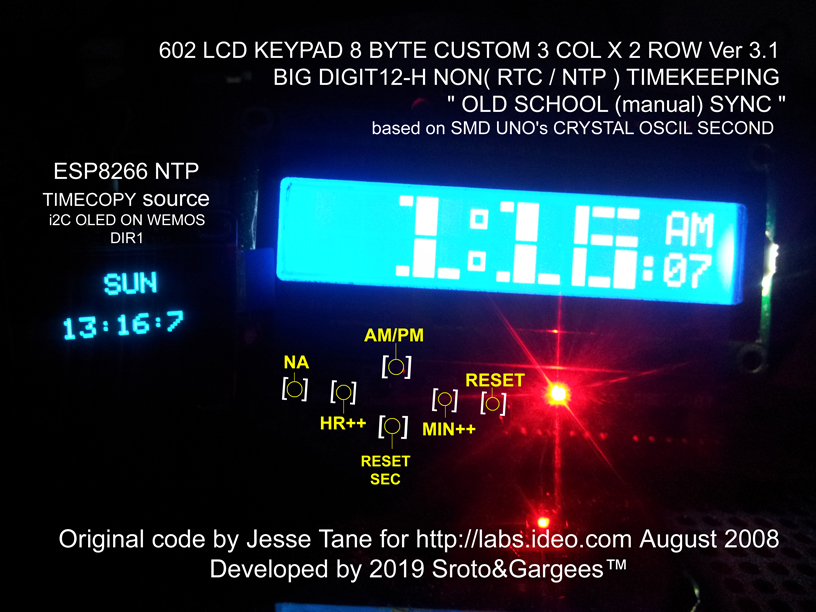 602 LCD KEYPAD 8 BYTE CUSTOM 3 COL X 2 ROW Ver 3.1
BIG DIGIT12-H NON( RTC / NTP ) TIMEKEEPING
" OLD SCHOOL (manual) SYNC "
based on SMD UNO's CRYSTAL OSCIL SECOND
ESP8266 NTP
TIMECOPY source
i2C OLED ON WEMOS
DIR1
SUN
13:16:7
1:16:07 AM
AM/PM
NA
RESET
HR++
MIN++
RESET
SEC
Original code by Jesse Tane for http://labs.ideo.com August 2008
Developed by 2019 Sroto&Gargees™